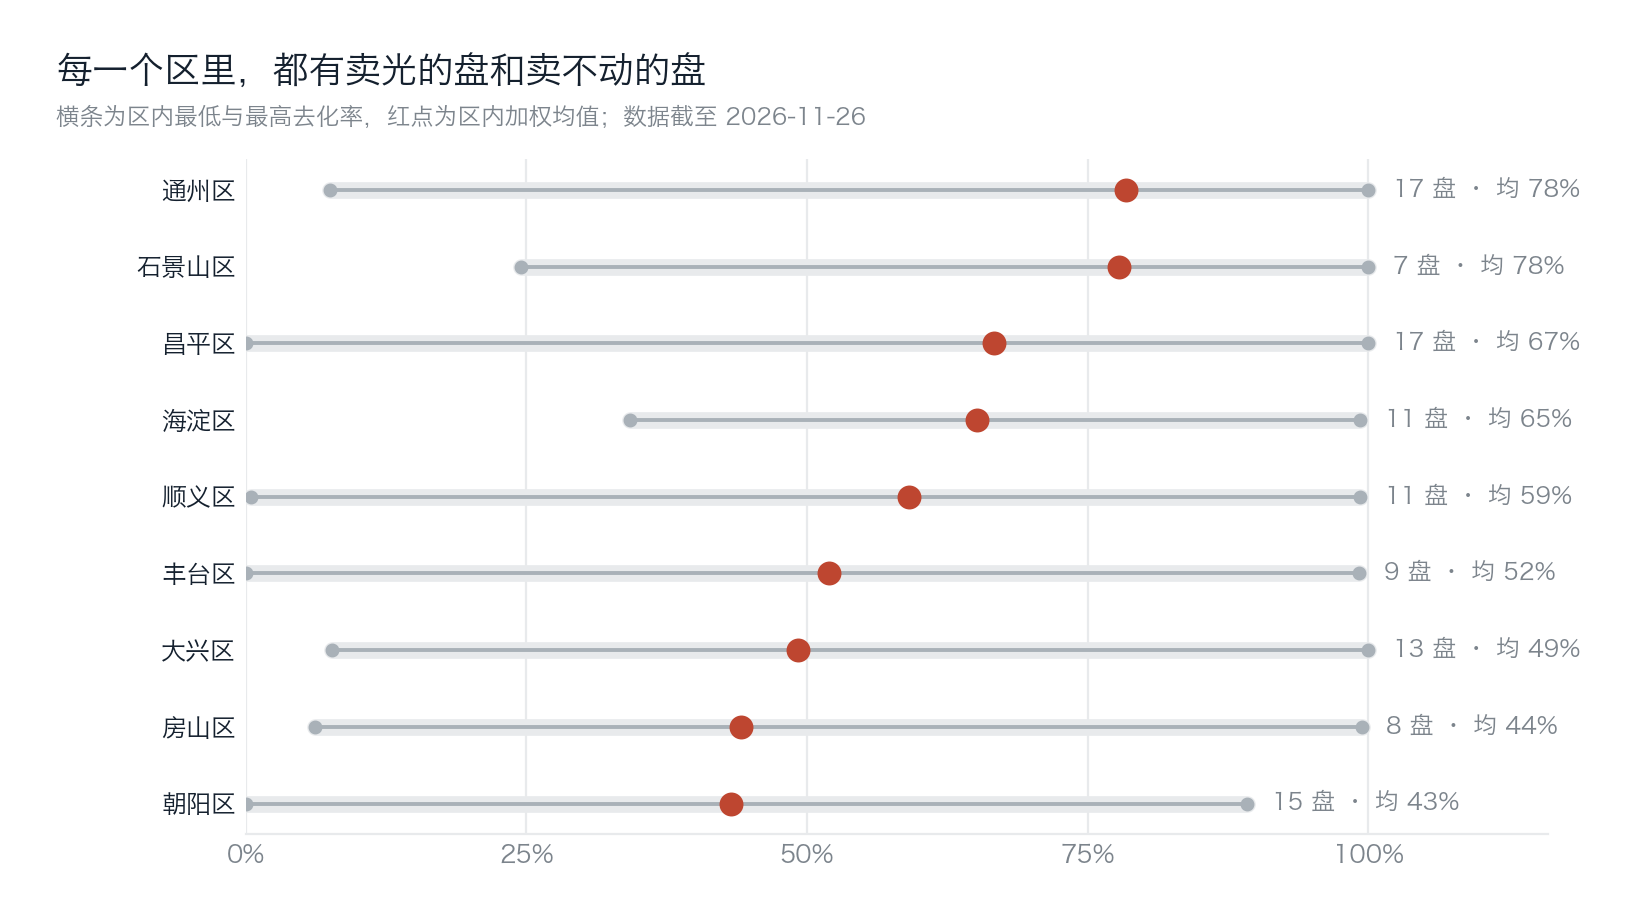 每一个区里，都有卖光的盘和卖不动的盘
横条为区内最低与最高去化率，红点为区内加权均值；数据截至 2026-11-26
通州区 17 盘 · 均 78%
石景山区 7 盘 · 均 78%
昌平区 17 盘 · 均 67%
海淀区 11 盘 · 均 65%
顺义区 11 盘 · 均 59%
丰台区 9 盘 · 均 52%
大兴区 13 盘 · 均 49%
房山区 8 盘 · 均 44%
朝阳区 15 盘 · 均 43%
0% 25% 50% 75% 100%